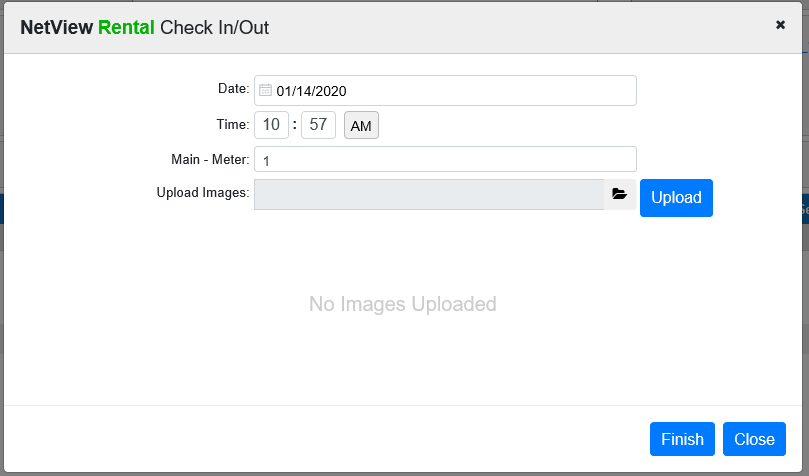 NetView Rental Check In/Out ✖
Date: 01/14/2020
Time: 10 : 57 AM
Main - Meter: 1
Upload Images: Upload
No Images Uploaded
Finish Close